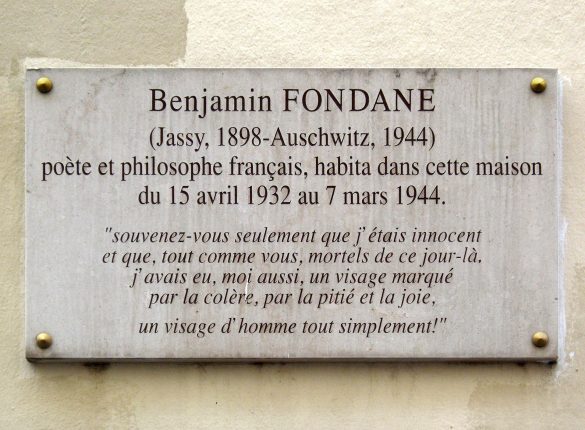 Benjamin FONDANE
(Jassy, 1898-Auschwitz, 1944)
poète et philosophe français, habita dans cette maison
du 15 avril 1932 au 7 mars 1944.
"souvenez-vous seulement que j'étais innocent
et que, tout comme vous, mortels de ce jour-là,
j'avais eu, moi aussi, un visage marqué
par la colère, par la pitié et la joie,
un visage d'homme tout simplement!"